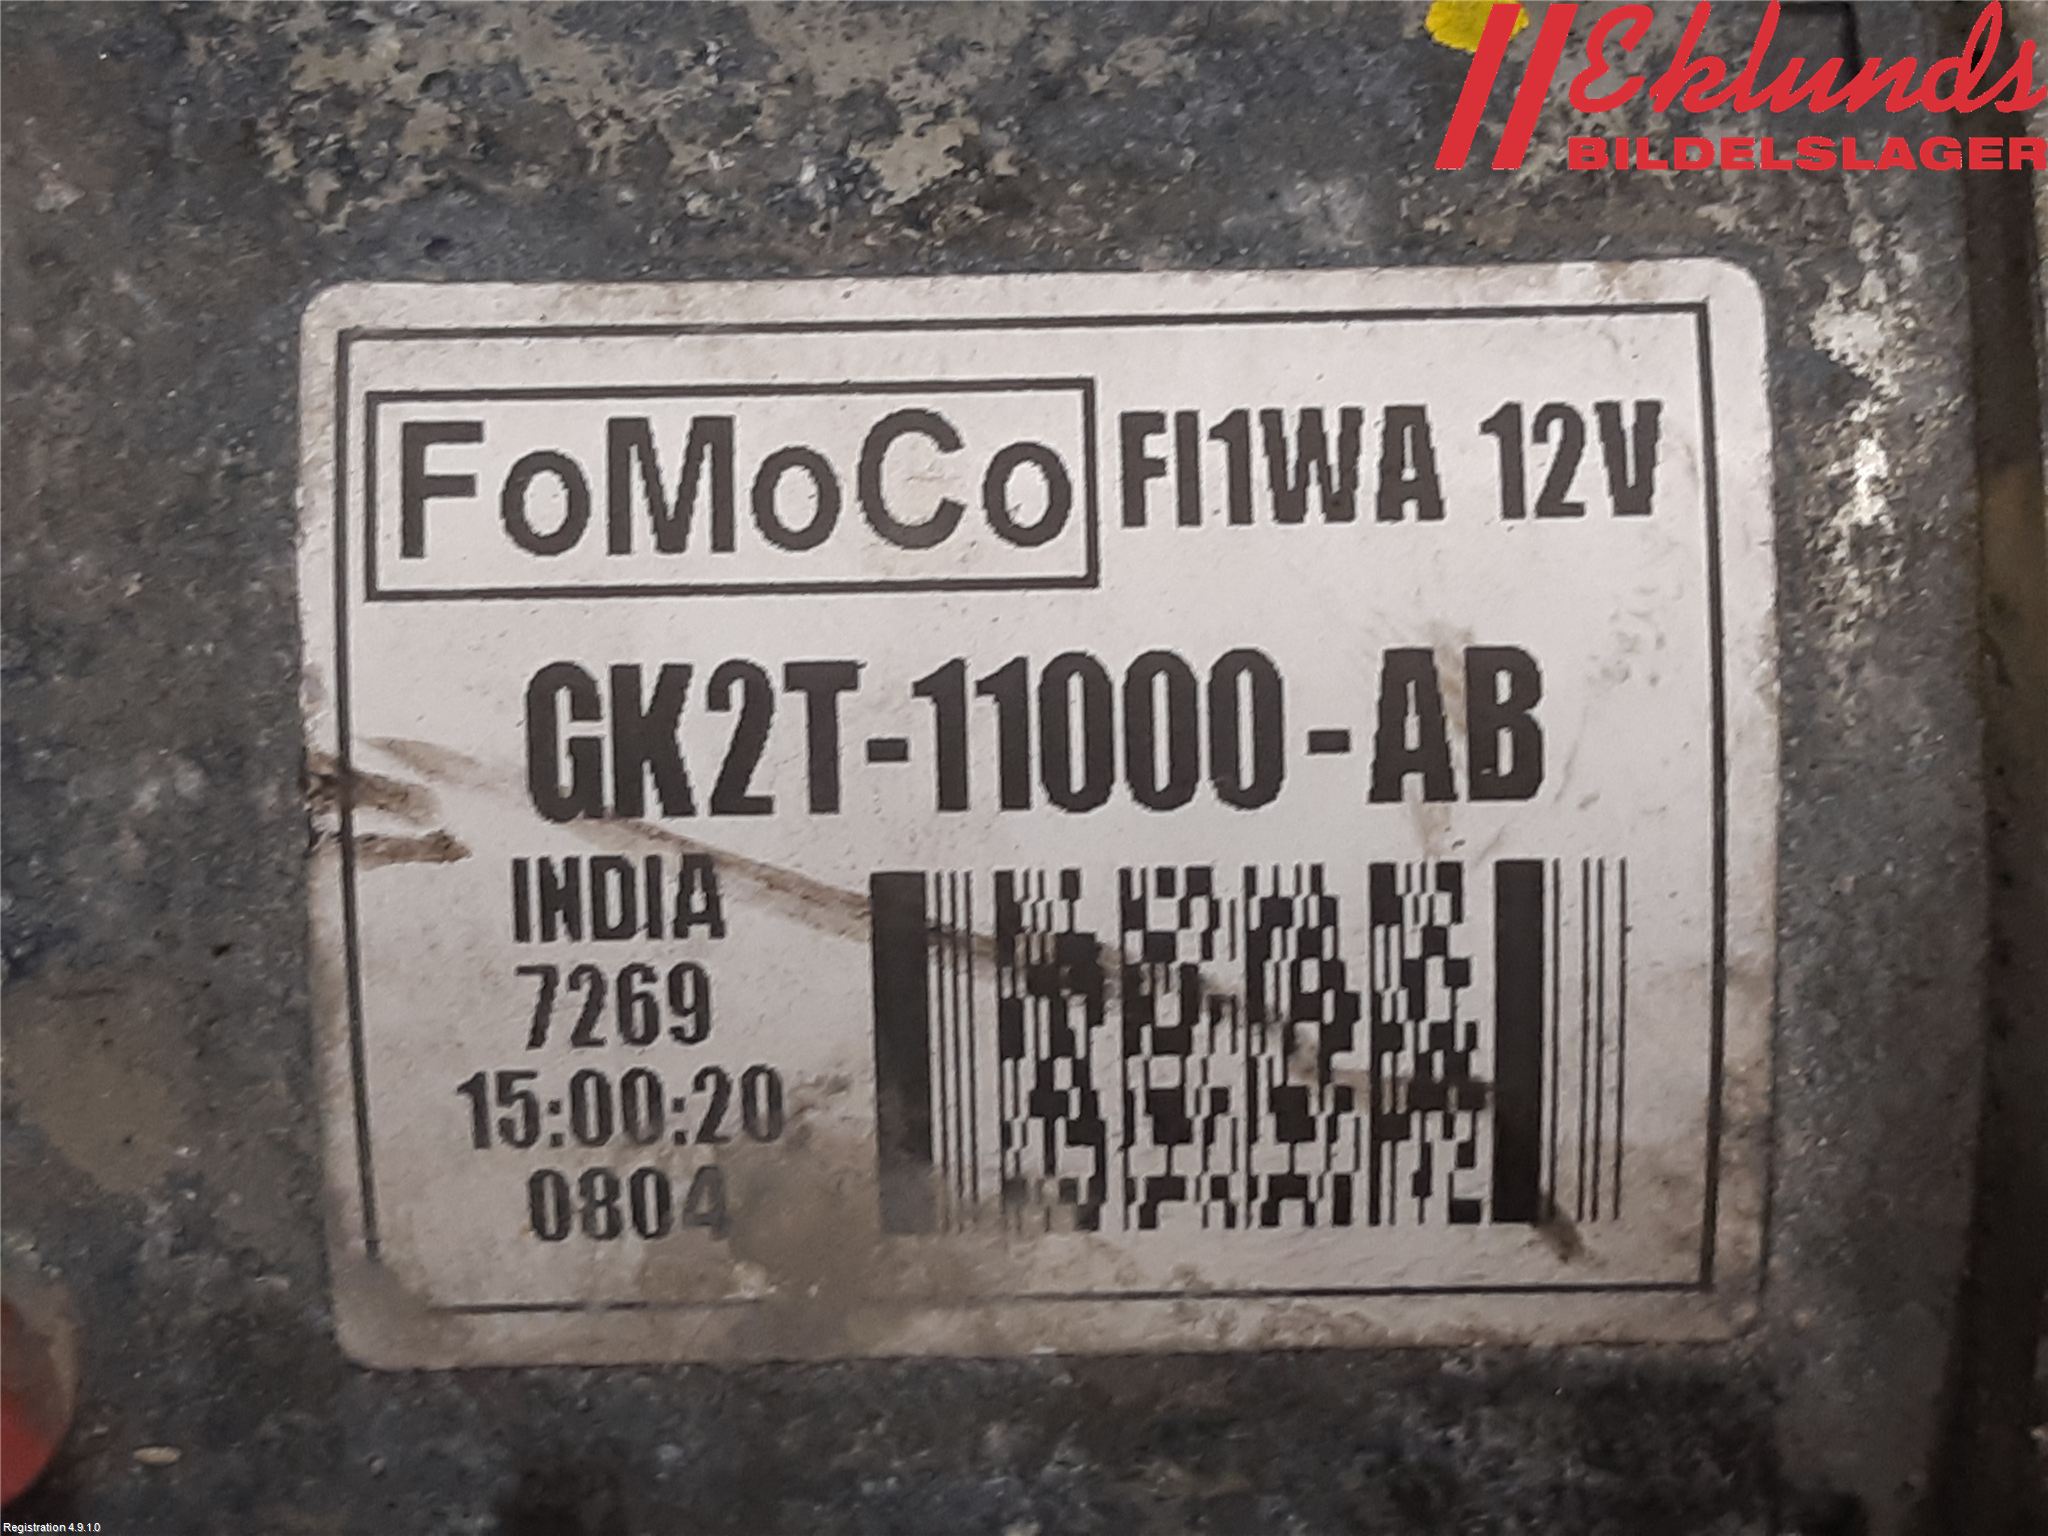 Eklunds
BILDELSLAGER
FoMoCo FI1WA 12V
GK2T-11000-AB
INDIA
7269
15:00:20
0804
Registration 4.9.1.0